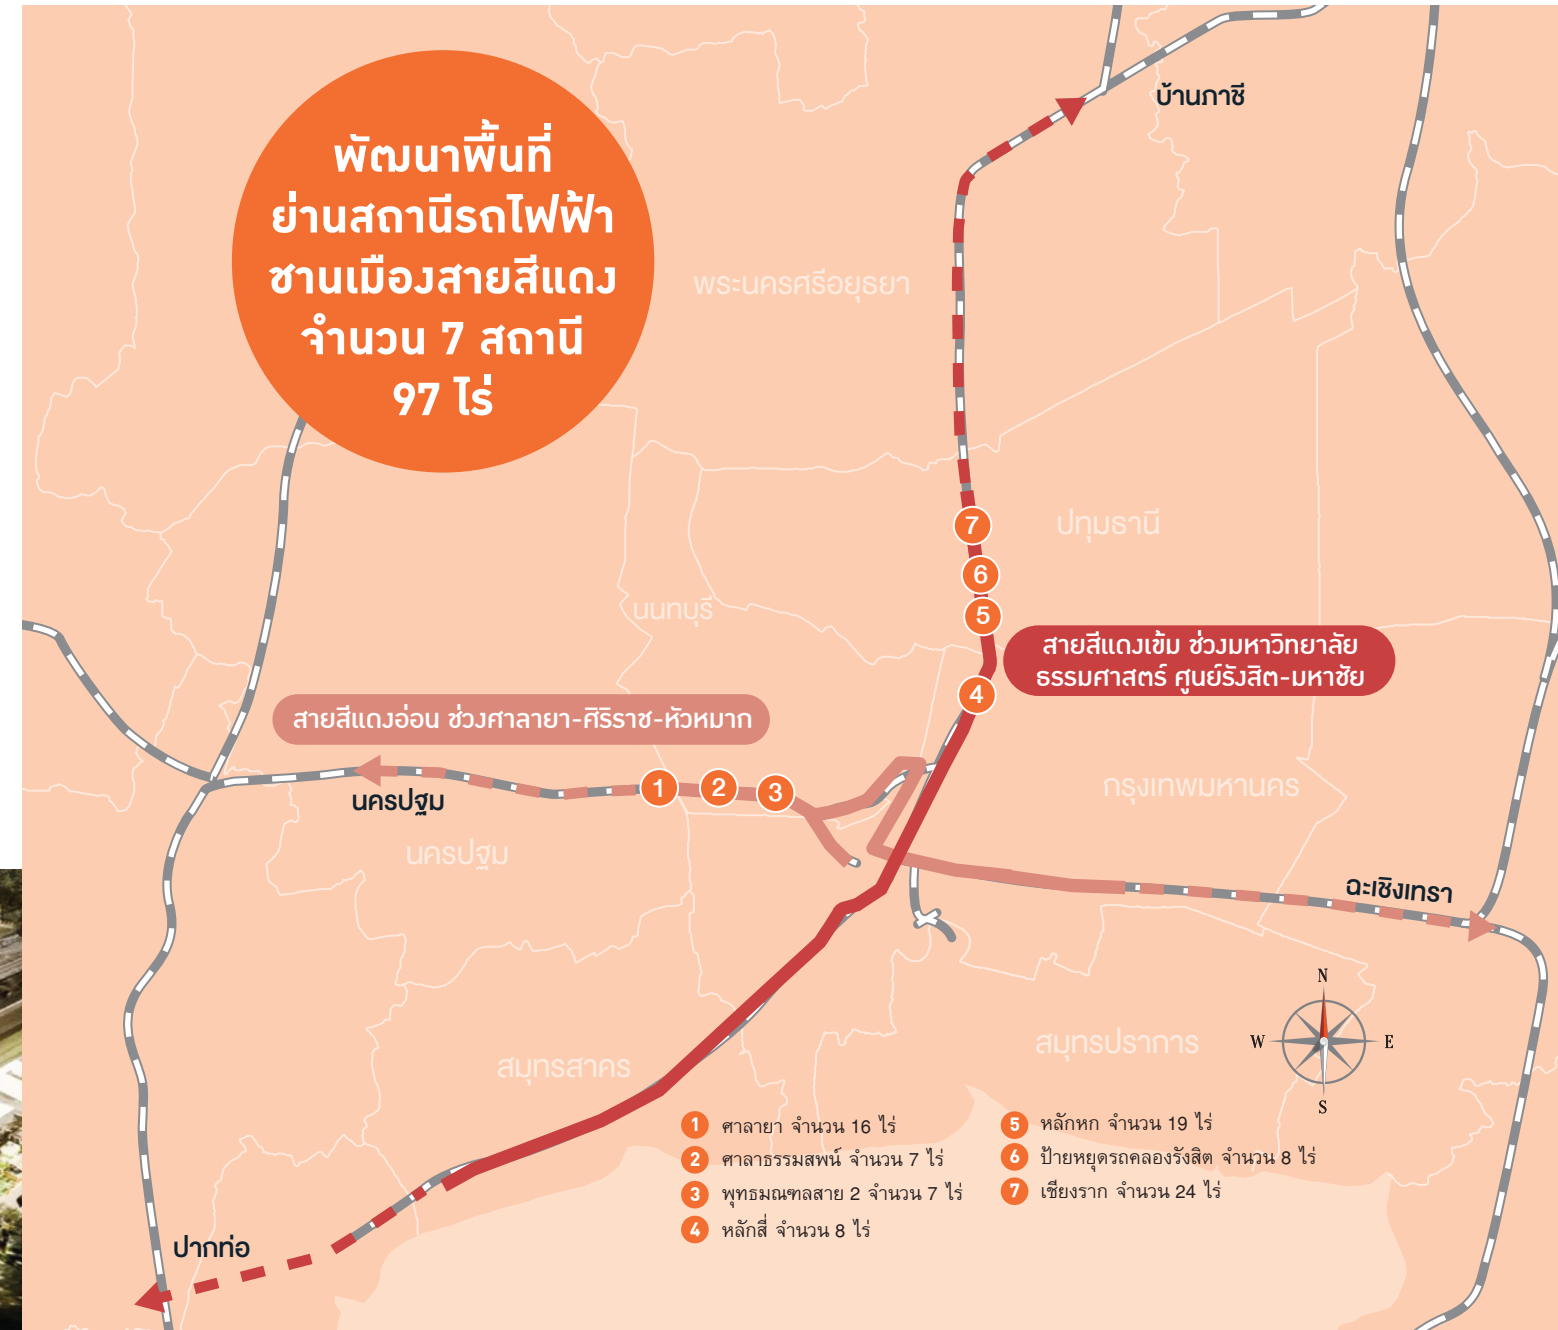 พัฒนาพื้นที่
ย่านสถานีรถไฟฟ้า
ชานเมืองสายสีแดง
จำนวน 7 สถานี
97 ไร่
บ้านภาชี
พระนครศรีอยุธยา
ปทุมธานี
นนทบุรี
7
6
5
4
สายสีแดงเข้ม ช่วงมหาวิทยาลัย
ธรรมศาสตร์ ศูนย์รังสิต-มหาชัย
สายสีแดงอ่อน ช่วงศาลายา-ศิริราช-หัวหมาก
1
2
3
นครปฐม
กรุงเทพมหานคร
นครปฐม
ฉะเชิงเทรา
สมุทรสาคร
สมุทรปราการ
N
W
E
S
1 ศาลายา จำนวน 16 ไร่
2 ศาลาธรรมสพน์ จำนวน 7 ไร่
3 พุทธมณฑลสาย 2 จำนวน 7 ไร่
4 หลักสี่ จำนวน 8 ไร่
5 หลักหก จำนวน 19 ไร่
6 ป้ายหยุดรถคลองรังสิต จำนวน 8 ไร่
7 เชียงราก จำนวน 24 ไร่
ปากท่อ